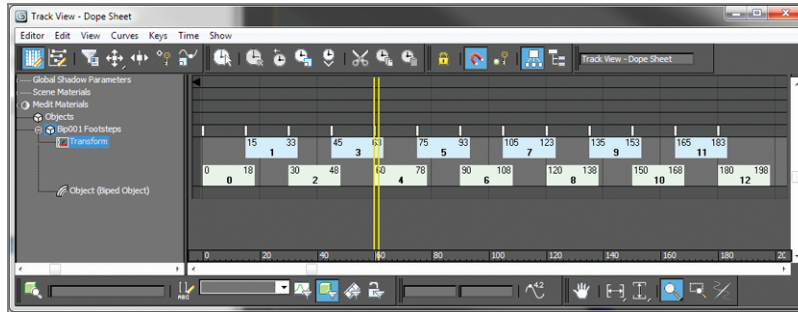 Track View - Dope Sheet
Editor Edit View Curves Keys Time Show
Track View - Dope Sheet
Global Shadow Parameters
Scene Materials
Medit Materials
Objects
Bip001 Footsteps
Transform
15 33 45 63 75 93 105 123 135 153 165 183
1 3 5 7 9 11
0 18 30 48 60 78 90 108 120 138 150 168 180 198
0 2 4 6 8 10 12
Object (Biped Object)
0 20 40 60 80 100 120 140 160 180
ABC 4.2